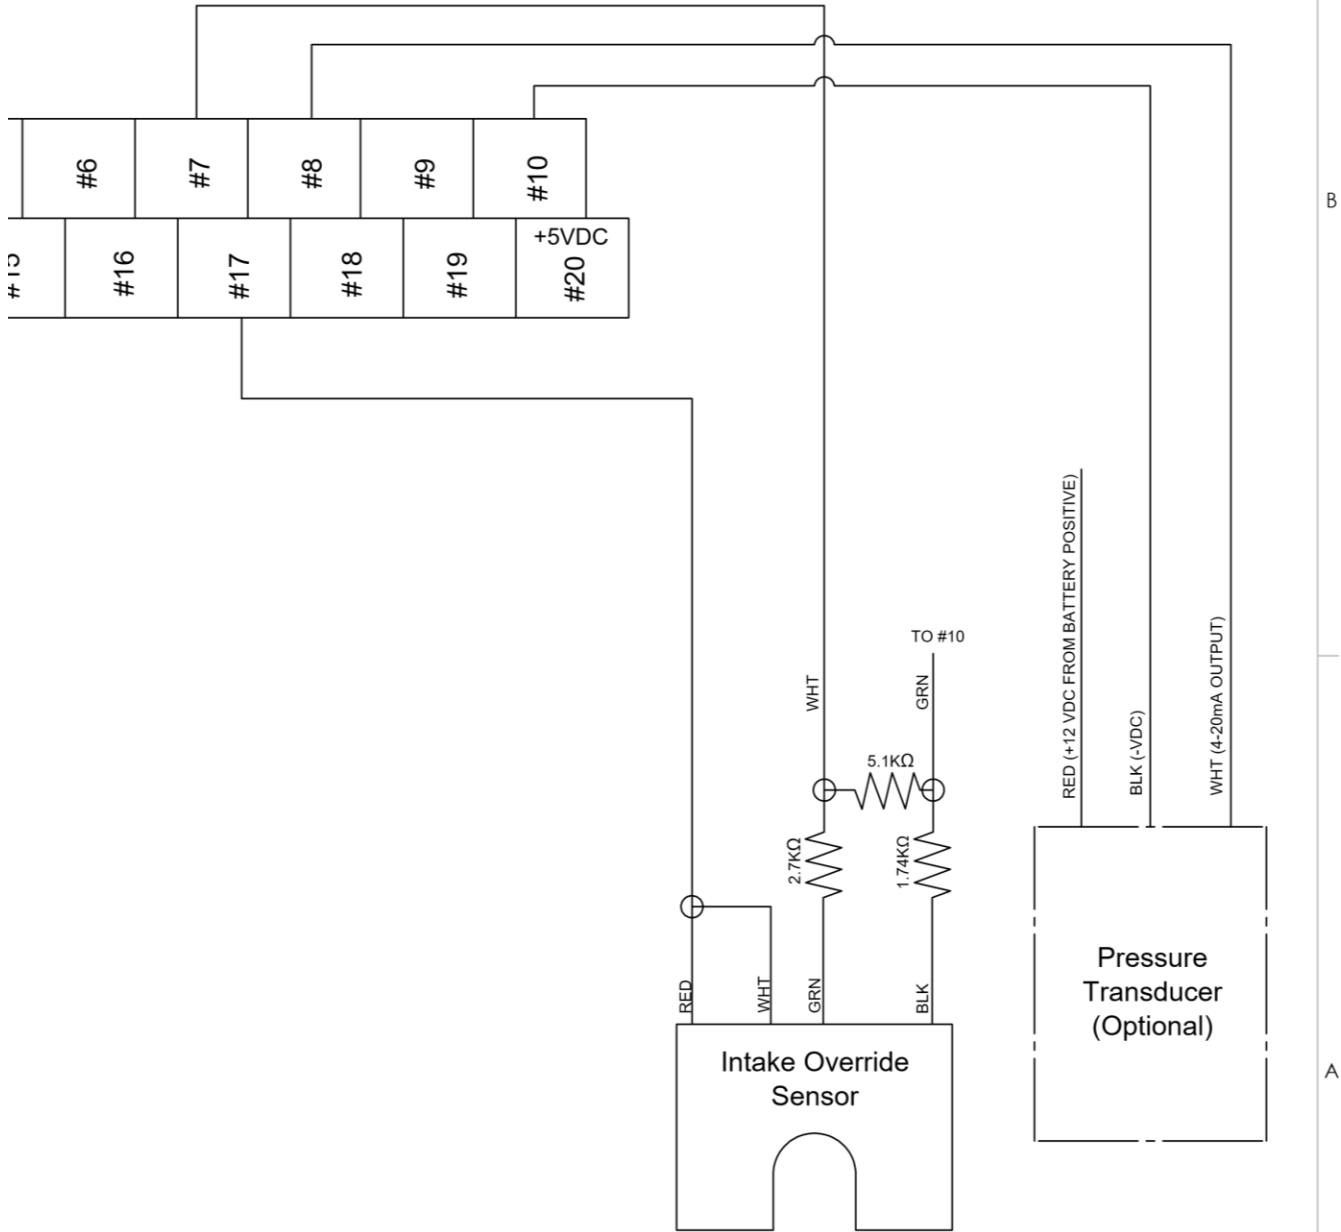 #6
#7
#8
#9
#10
B
+5VDC
#16
#17
#18
#19
#20
TO #10
WHT
GRN
RED (+12 VDC FROM BATTERY POSITIVE)
BLK (-VDC)
WHT (4-20mA OUTPUT)
5.1KΩ
2.7KΩ
1.74KΩ
RED
WHT
GRN
BLK
Pressure
Transducer
(Optional)
Intake Override
Sensor
A